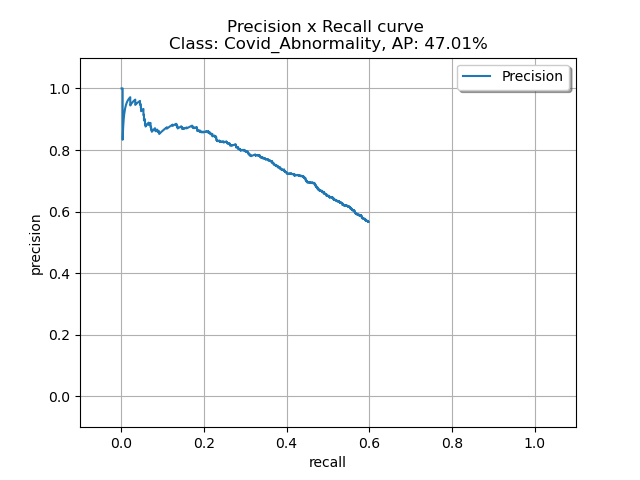 Precision x Recall curve
Class: Covid_Abnormality, AP: 47.01%
Precision
1.0
0.8
0.6
0.4
0.2
0.0
precision
0.0 0.2 0.4 0.6 0.8 1.0
recall